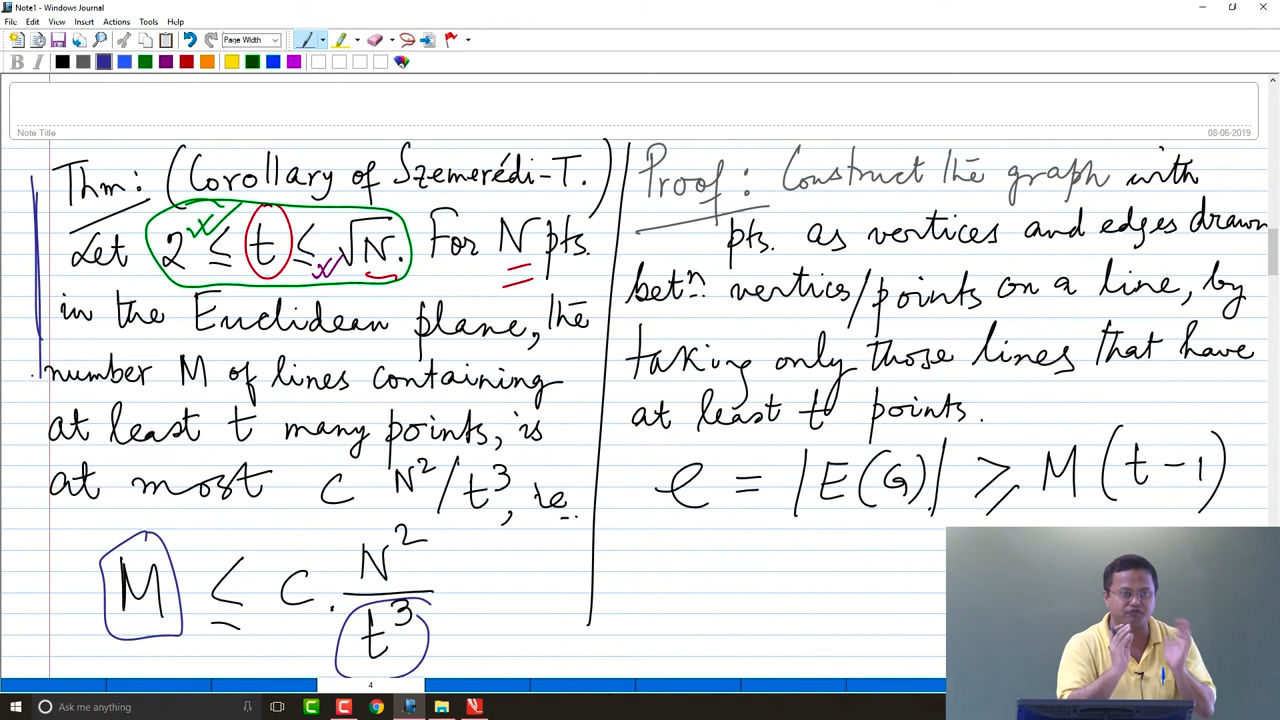 Note1 - Windows Journal
File Edit View Insert Actions Tools Help
Page Width
B I
Note Title
08-06-2019
Thm: (Corollary of Szemerédi-T.)
Let 2 ≤ t ≤ √N. For N pts.
in the Euclidean plane, the
number M of lines containing
at least t many points, is
at most C N²/t³, ie.
M ≤ C. N²/t³
Proof: Construct the graph with
pts. as vertices and edges drawn
betⁿ vertices/points on a line, by
taking only those lines that have
at least t points.
e = |E(G)| ≥ M(t-1)
4
Ask me anything